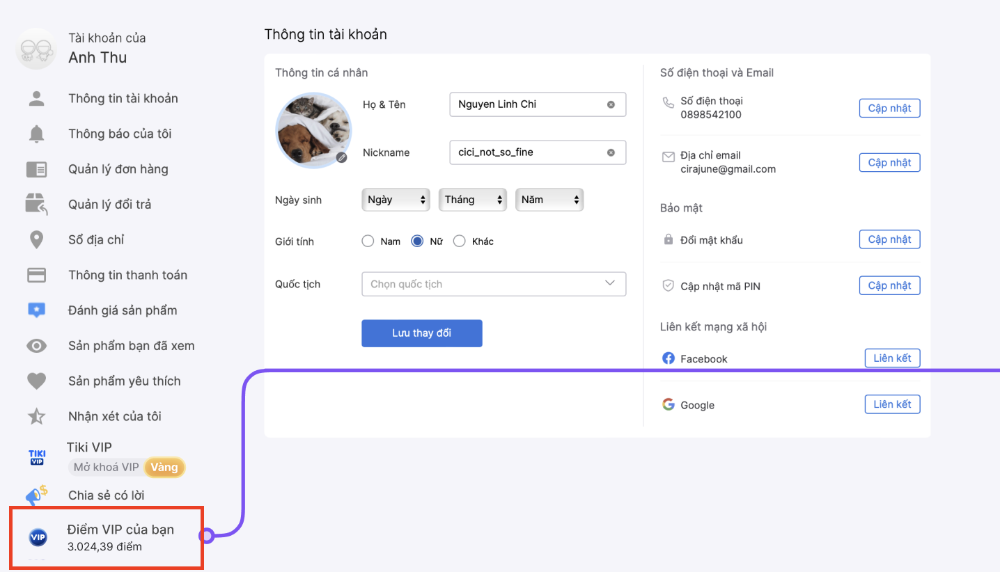 Tài khoản của
Anh Thu
Thông tin tài khoản
Thông báo của tôi
Quản lý đơn hàng
Quản lý đổi trả
Sổ địa chỉ
Thông tin thanh toán
Đánh giá sản phẩm
Sản phẩm bạn đã xem
Sản phẩm yêu thích
Nhận xét của tôi
TIKI
VIP
Tiki VIP
Mở khoá VIP Vàng
Chia sẻ có lời
VIP
Điểm VIP của bạn
3.024,39 điểm
Thông tin tài khoản
Thông tin cá nhân
Họ & Tên
Nguyen Linh Chi
Nickname
cici_not_so_fine
Ngày sinh
Ngày
Tháng
Năm
Giới tính
Nam
Nữ
Khác
Quốc tịch
Chọn quốc tịch
Lưu thay đổi
Số điện thoại và Email
Số điện thoại
0898542100
Cập nhật
Địa chỉ email
cirajune@gmail.com
Cập nhật
Bảo mật
Đổi mật khẩu
Cập nhật
Cập nhật mã PIN
Cập nhật
Liên kết mạng xã hội
Facebook
Liên kết
Google
Liên kết